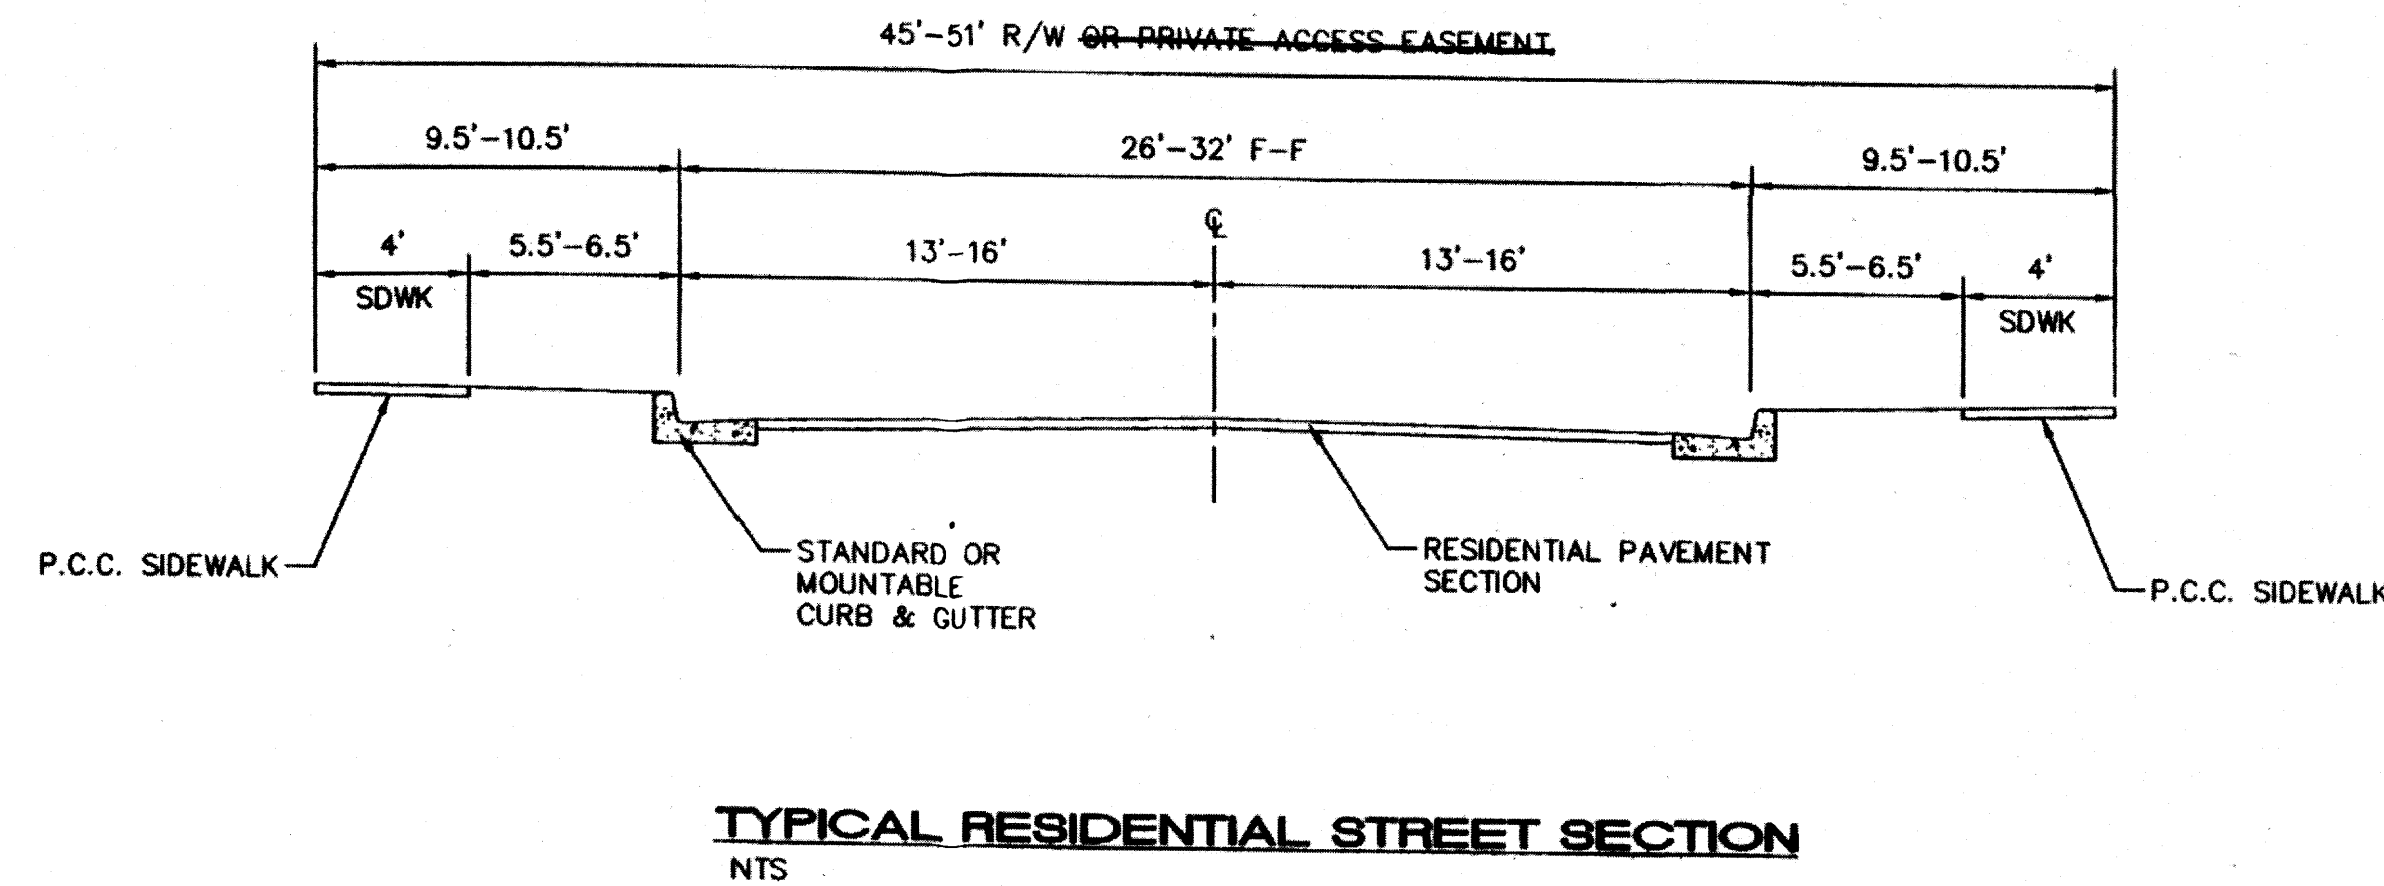 45'-51' R/W OR PRIVATE ACCESS EASEMENT
9.5'-10.5'
26'-32' F-F
9.5'-10.5'
4'
5.5'-6.5'
13'-16'
℄
13'-16'
5.5'-6.5'
4'
SDWK
SDWK
P.C.C. SIDEWALK
STANDARD OR
MOUNTABLE
CURB & GUTTER
RESIDENTIAL PAVEMENT
SECTION
P.C.C. SIDEWALK
TYPICAL RESIDENTIAL STREET SECTION
NTS